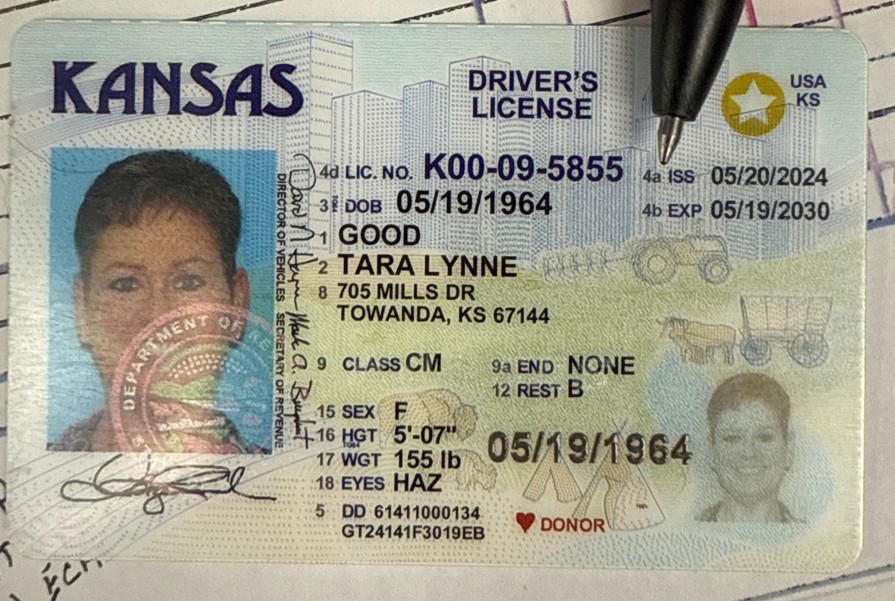 KANSAS
DRIVER'S
LICENSE
USA
KS
4d LIC. NO. K00-09-5855
4a ISS 05/20/2024
3 DOB 05/19/1964
4b EXP 05/19/2030
1 GOOD
2 TARA LYNNE
8 705 MILLS DR
TOWANDA, KS 67144
9 CLASS CM
9a END NONE
12 REST B
15 SEX F
16 HGT 5'-07"
17 WGT 155 lb
18 EYES HAZ
05/19/1964
5 DD 61411000134
GT24141F3019EB
DONOR
DIRECTOR OF VEHICLES SECRETARY OF REVENUE
DEPARTMENT OF